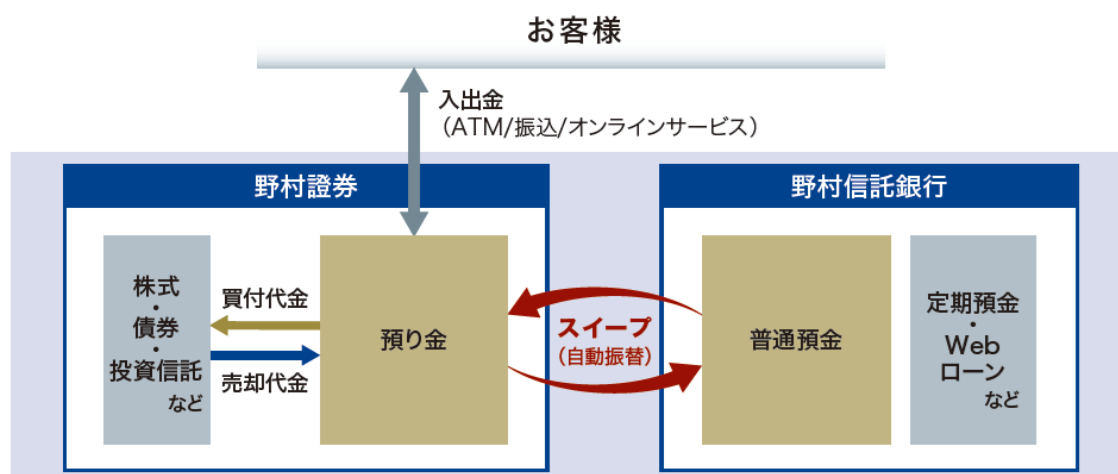 お客様
入出金
（ATM/振込/オンラインサービス）
野村證券
株式
・
債券
・
投資信託
など
買付代金
売却代金
預り金
スイープ
（自動振替）
野村信託銀行
普通預金
定期預金
・
Web
ローン
など